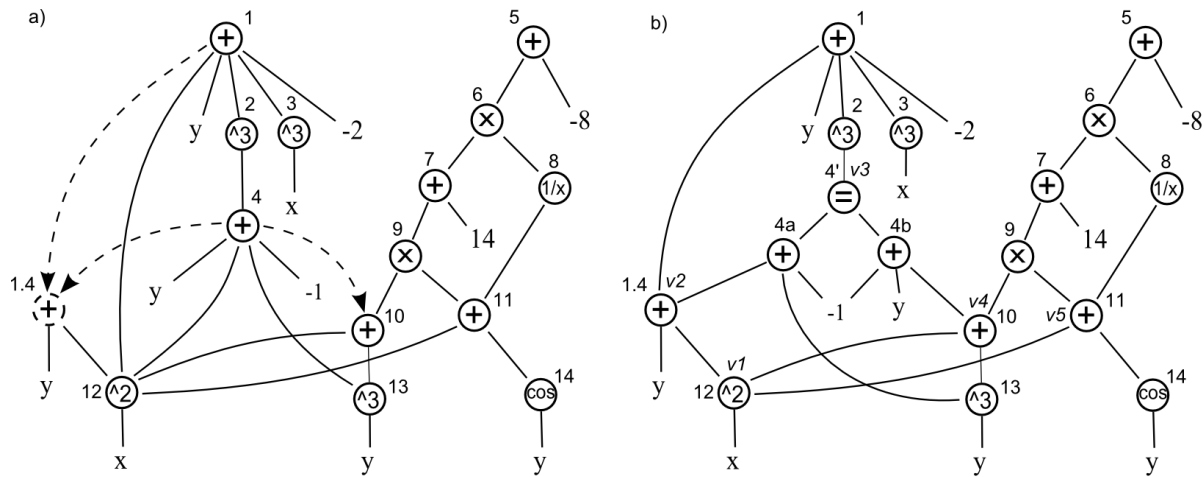 a)
1
+
5
+
2
3
6
y
^3
^3
-2
×
-8
7
8
4
x
+
1/x
+
9
14
×
y
-1
1.4
10
11
+
+
+
y
12
^2
13
^3
14
cos
x
y
y
b)
1
+
5
+
2
3
6
y
^3
^3
-2
×
-8
4' v3
7
8
x
=
+
1/x
4a
4b
9
14
+
+
×
1.4 v2
-1
y
v4
10
11
+
+
v5 +
y
v1
12 ^2
13
^3
14
cos
x
y
y